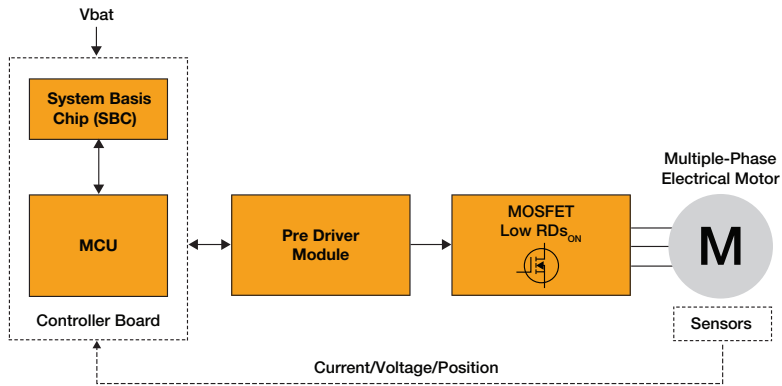 Vbat
System Basis
Chip (SBC)
MCU
Controller Board
Pre Driver
Module
MOSFET
Low RDsON
Multiple-Phase
Electrical Motor
M
Sensors
Current/Voltage/Position